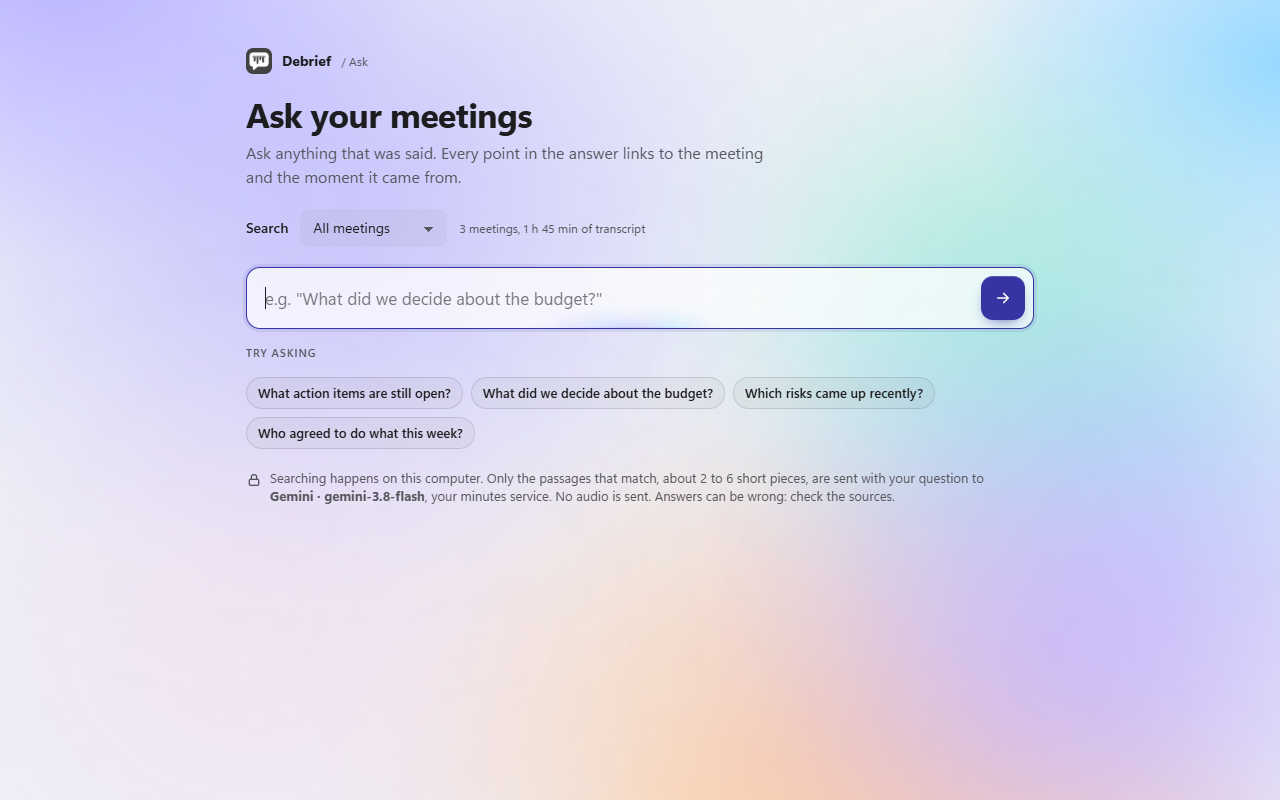 Debrief / Ask
Ask your meetings
Ask anything that was said. Every point in the answer links to the meeting
and the moment it came from.
Search All meetings 3 meetings, 1 h 45 min of transcript
e.g. "What did we decide about the budget?"
TRY ASKING
What action items are still open? What did we decide about the budget? Which risks came up recently?
Who agreed to do what this week?
Searching happens on this computer. Only the passages that match, about 2 to 6 short pieces, are sent with your question to
Gemini · gemini-3.8-flash, your minutes service. No audio is sent. Answers can be wrong: check the sources.